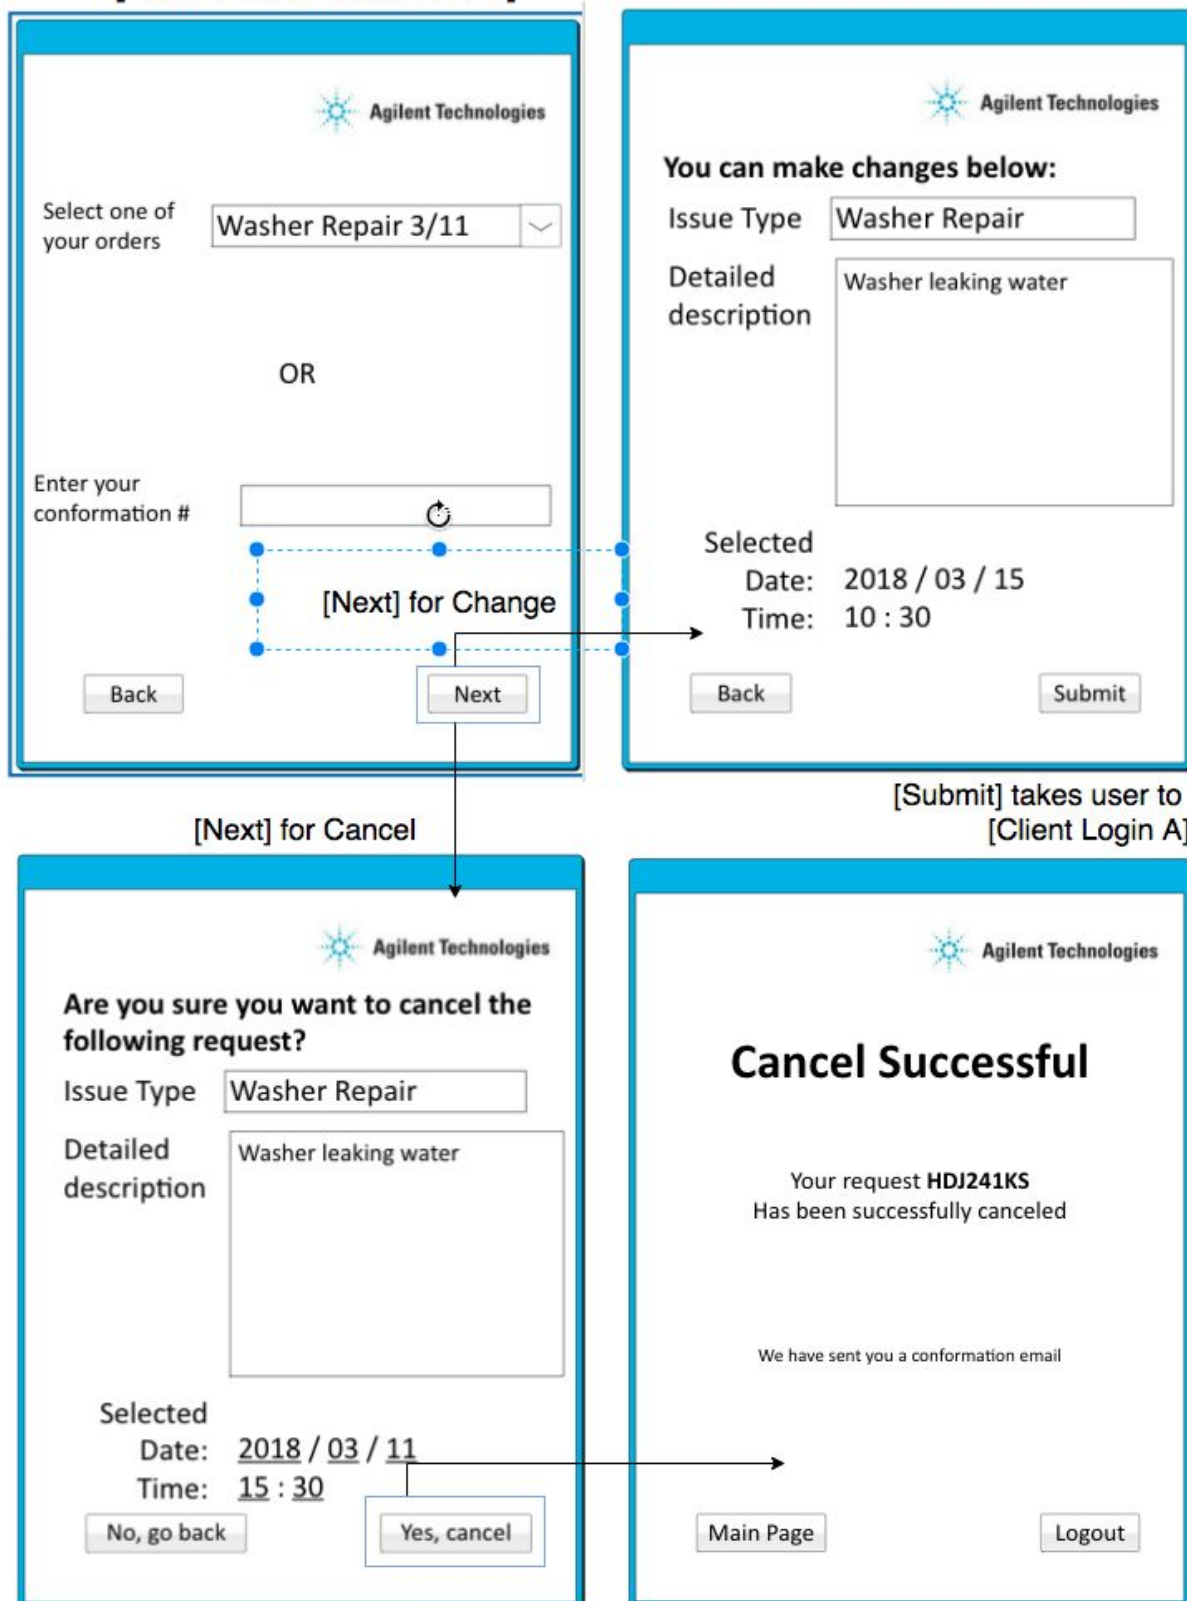 Agilent Technologies
Select one of
your orders
Washer Repair 3/11
OR
Enter your
conformation #
[Next] for Change
Back
Next
Agilent Technologies
You can make changes below:
Issue Type
Washer Repair
Detailed
description
Washer leaking water
Selected
Date: 2018 / 03 / 15
Time: 10 : 30
Back
Submit
[Submit] takes user to
[Client Login A]
[Next] for Cancel
Agilent Technologies
Are you sure you want to cancel the
following request?
Issue Type
Washer Repair
Detailed
description
Washer leaking water
Selected
Date: 2018 / 03 / 11
Time: 15 : 30
No, go back
Yes, cancel
Agilent Technologies
Cancel Successful
Your request HDJ241KS
Has been successfully canceled
We have sent you a conformation email
Main Page
Logout